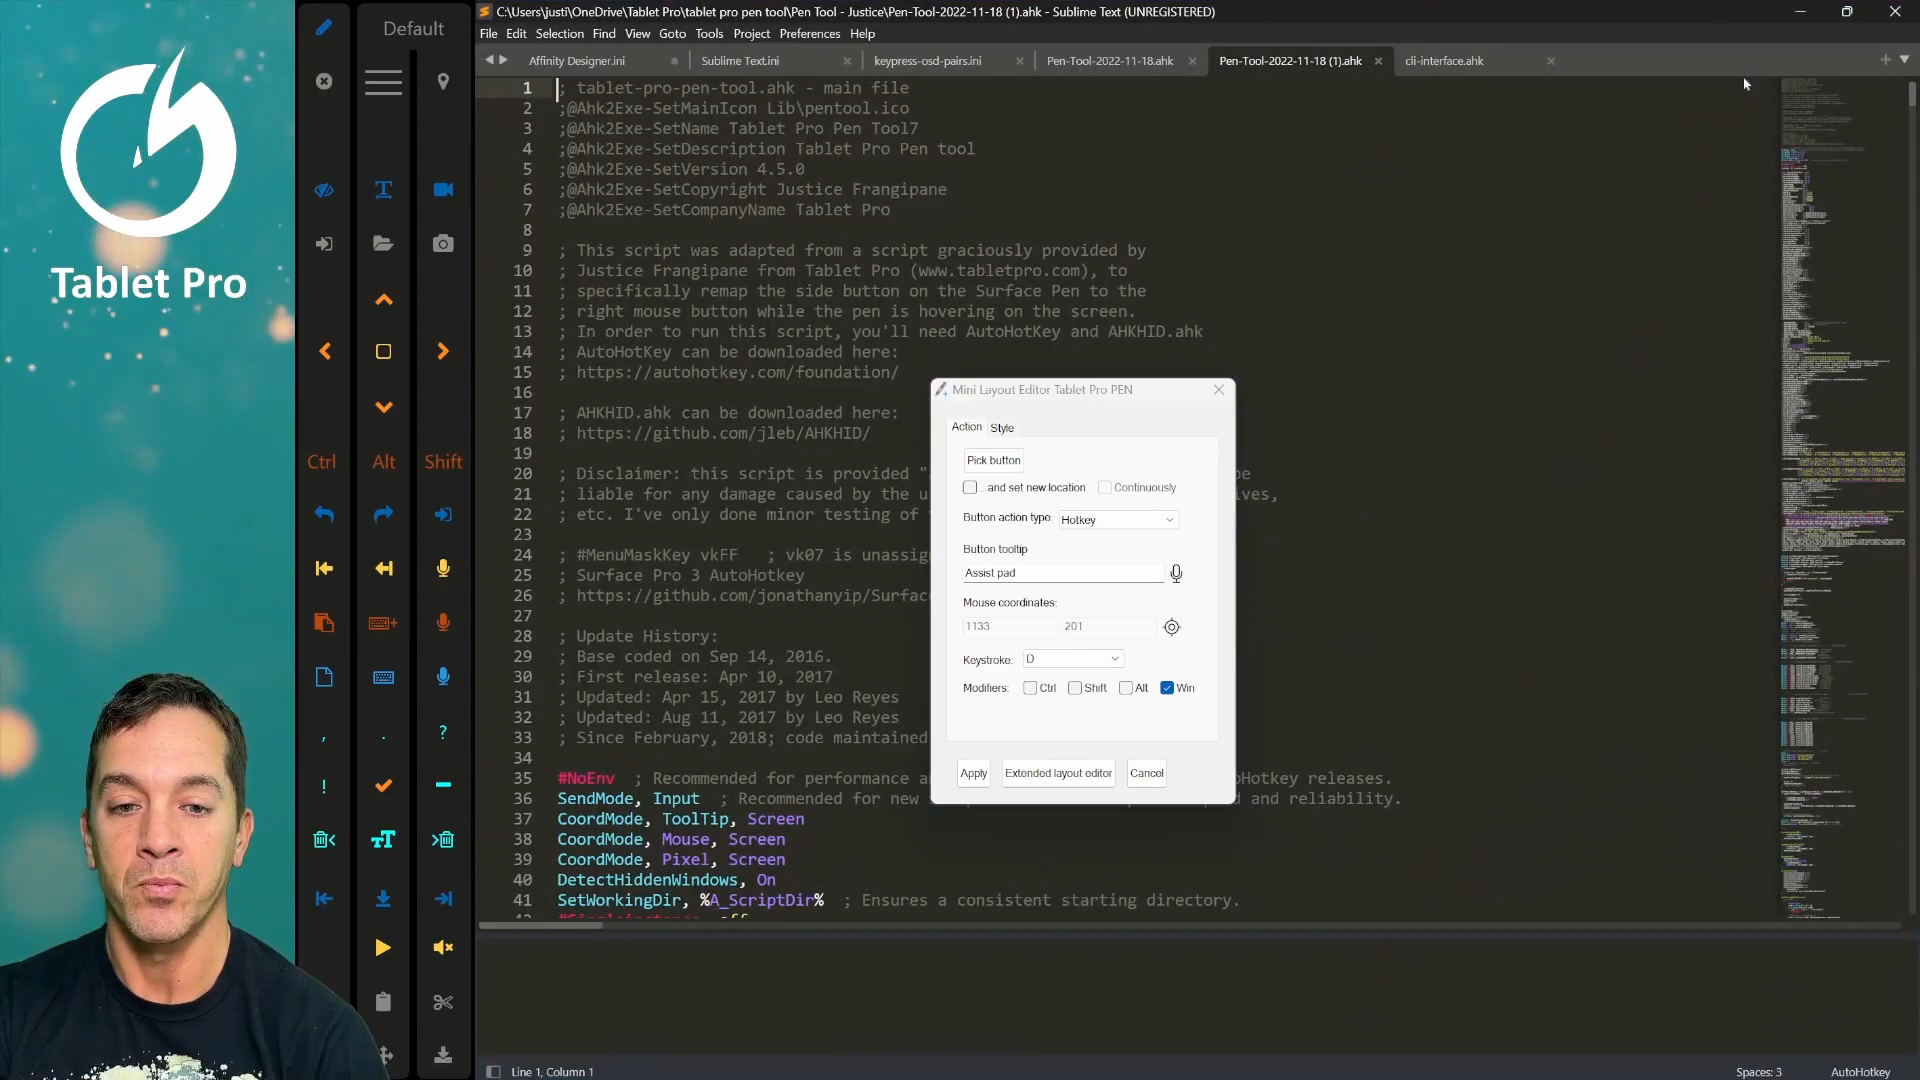 Tablet Pro
Default
Ctrl Alt Shift
, . ?
!
C:\Users\justi\OneDrive\Tablet Pro\tablet pro pen tool\Pen Tool - Justice\Pen-Tool-2022-11-18 (1).ahk - Sublime Text (UNREGISTERED)
File Edit Selection Find View Goto Tools Project Preferences Help
Affinity Designer.ini Sublime Text.ini keypress-osd-pairs.ini Pen-Tool-2022-11-18.ahk Pen-Tool-2022-11-18 (1).ahk cli-interface.ahk
1 ; tablet-pro-pen-tool.ahk - main file
2 ;@Ahk2Exe-SetMainIcon Lib\pentool.ico
3 ;@Ahk2Exe-SetName Tablet Pro Pen Tool7
4 ;@Ahk2Exe-SetDescription Tablet Pro Pen tool
5 ;@Ahk2Exe-SetVersion 4.5.0
6 ;@Ahk2Exe-SetCopyright Justice Frangipane
7 ;@Ahk2Exe-SetCompanyName Tablet Pro
8
9 ; This script was adapted from a script graciously provided by
10 ; Justice Frangipane from Tablet Pro (www.tabletpro.com), to
11 ; specifically remap the side button on the Surface Pen to the
12 ; right mouse button while the pen is hovering on the screen.
13 ; In order to run this script, you'll need AutoHotKey and AHKHID.ahk
14 ; AutoHotKey can be downloaded here:
15 ; https://autohotkey.com/foundation/
16
17 ; AHKHID.ahk can be downloaded here:
18 ; https://github.com/jleb/AHKHID/
19
20 ; Disclaimer: this script is provided "
21 ; liable for any damage caused by the u ives,
22 ; etc. I've only done minor testing of
23
24 ; #MenuMaskKey vkFF ; vk07 is unassig
25 ; Surface Pro 3 AutoHotkey
26 ; https://github.com/jonathanyip/Surfac
27
28 ; Update History:
29 ; Base coded on Sep 14, 2016.
30 ; First release: Apr 10, 2017
31 ; Updated: Apr 15, 2017 by Leo Reyes
32 ; Updated: Aug 11, 2017 by Leo Reyes
33 ; Since February, 2018; code maintained
34
35 #NoEnv ; Recommended for performance a oHotkey releases.
36 SendMode, Input ; Recommended for new and reliability.
37 CoordMode, ToolTip, Screen
38 CoordMode, Mouse, Screen
39 CoordMode, Pixel, Screen
40 DetectHiddenWindows, On
41 SetWorkingDir, %A_ScriptDir% ; Ensures a consistent starting directory.
Mini Layout Editor Tablet Pro PEN
Action Style
Pick button
...and set new location Continuously
Button action type: Hotkey
Button tooltip
Assist pad
Mouse coordinates:
1133 201
Keystroke: D
Modifiers: Ctrl Shift Alt Win
Apply Extended layout editor Cancel
Line 1, Column 1 Spaces: 3 AutoHotkey